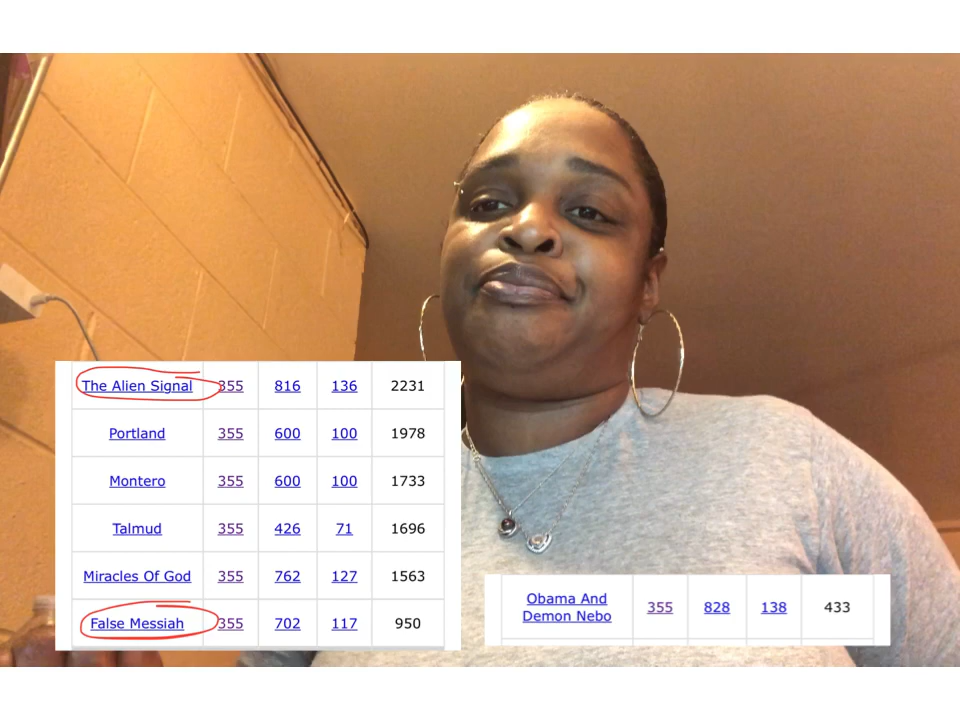 The Alien Signal 355 816 136 2231
Portland 355 600 100 1978
Montero 355 600 100 1733
Talmud 355 426 71 1696
Miracles Of God 355 762 127 1563
False Messiah 355 702 117 950
Obama And
Demon Nebo 355 828 138 433